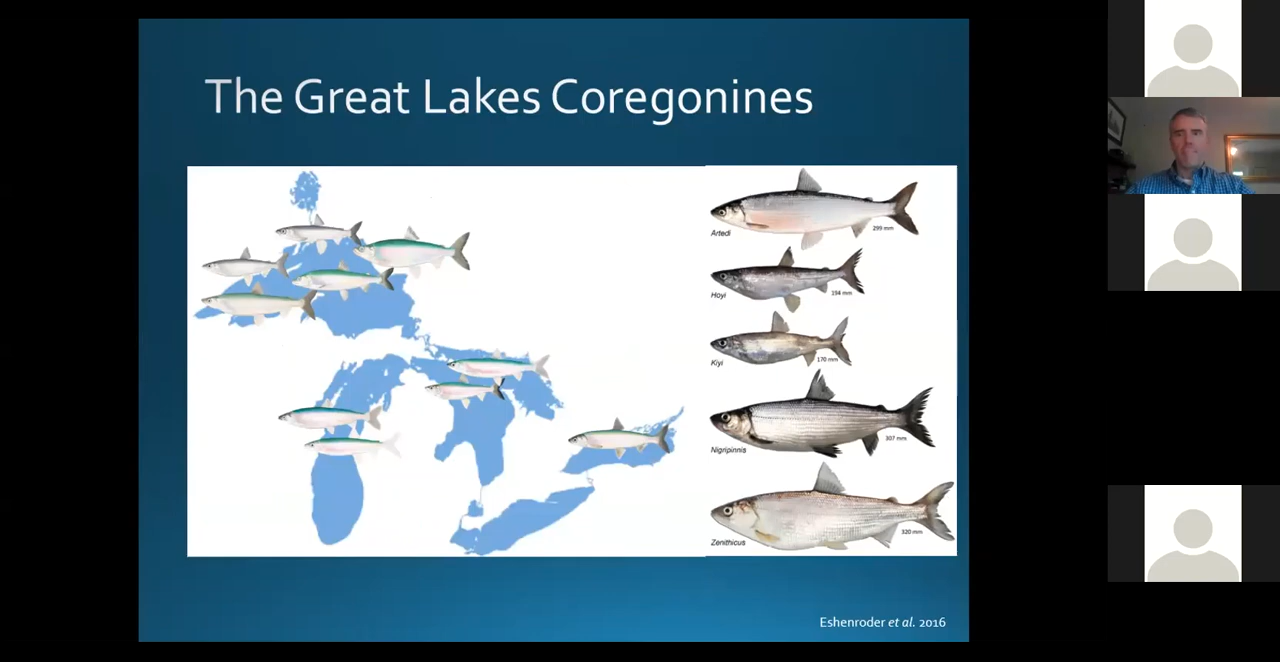 The Great Lakes Coregonines
Artedi
299 mm
Hoyi
194 mm
Kiyi
170 mm
Nigripinnis
307 mm
Zenithicus
320 mm
Eshenroder et al. 2016